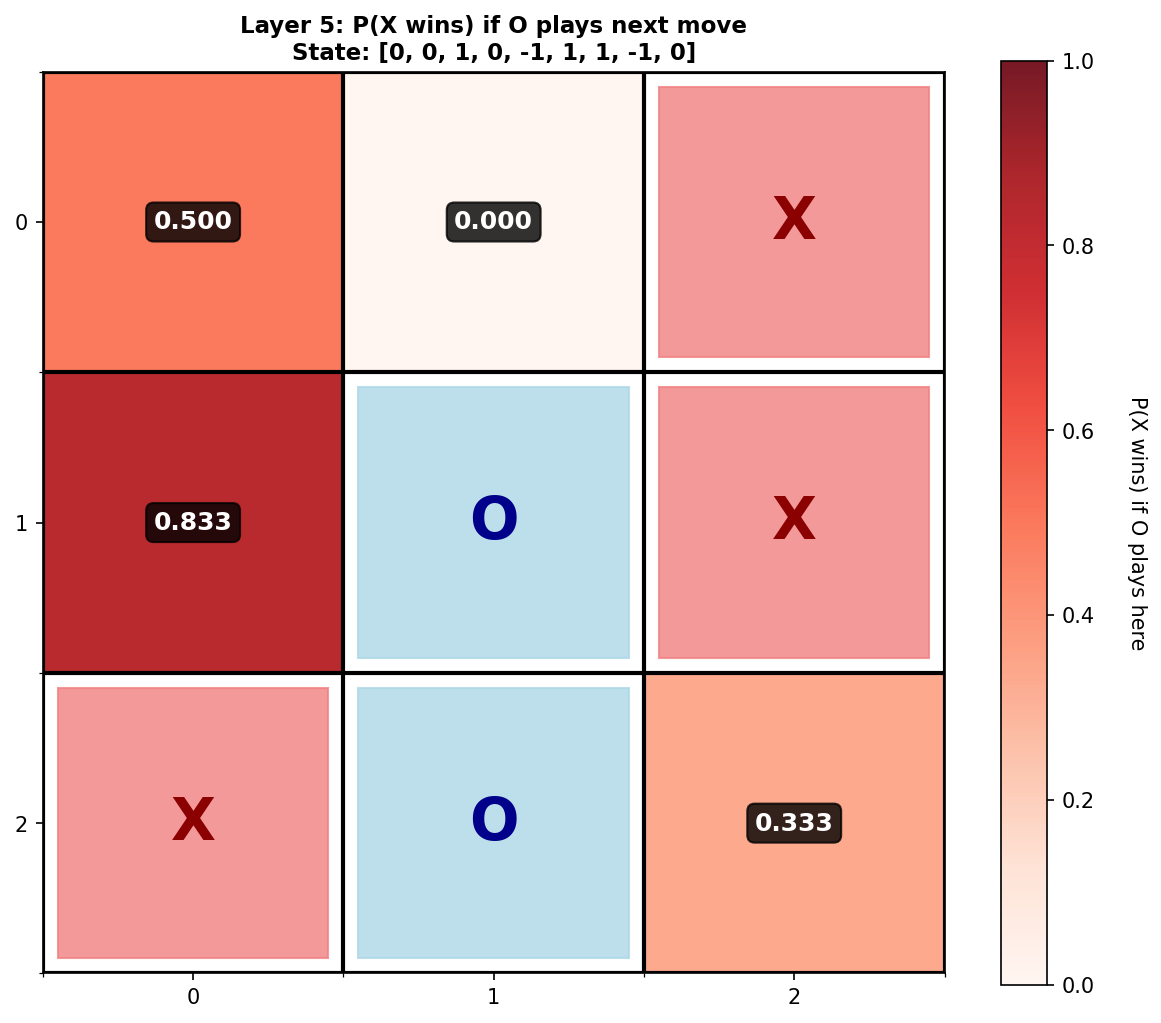 Layer 5: P(X wins) if O plays next move
State: [0, 0, 1, 0, -1, 1, 1, -1, 0]
0
0.500
0.000
X
1
0.833
O
X
2
X
O
0.333
0
1
2
1.0
0.8
0.6
0.4
0.2
0.0
P(X wins) if O plays here